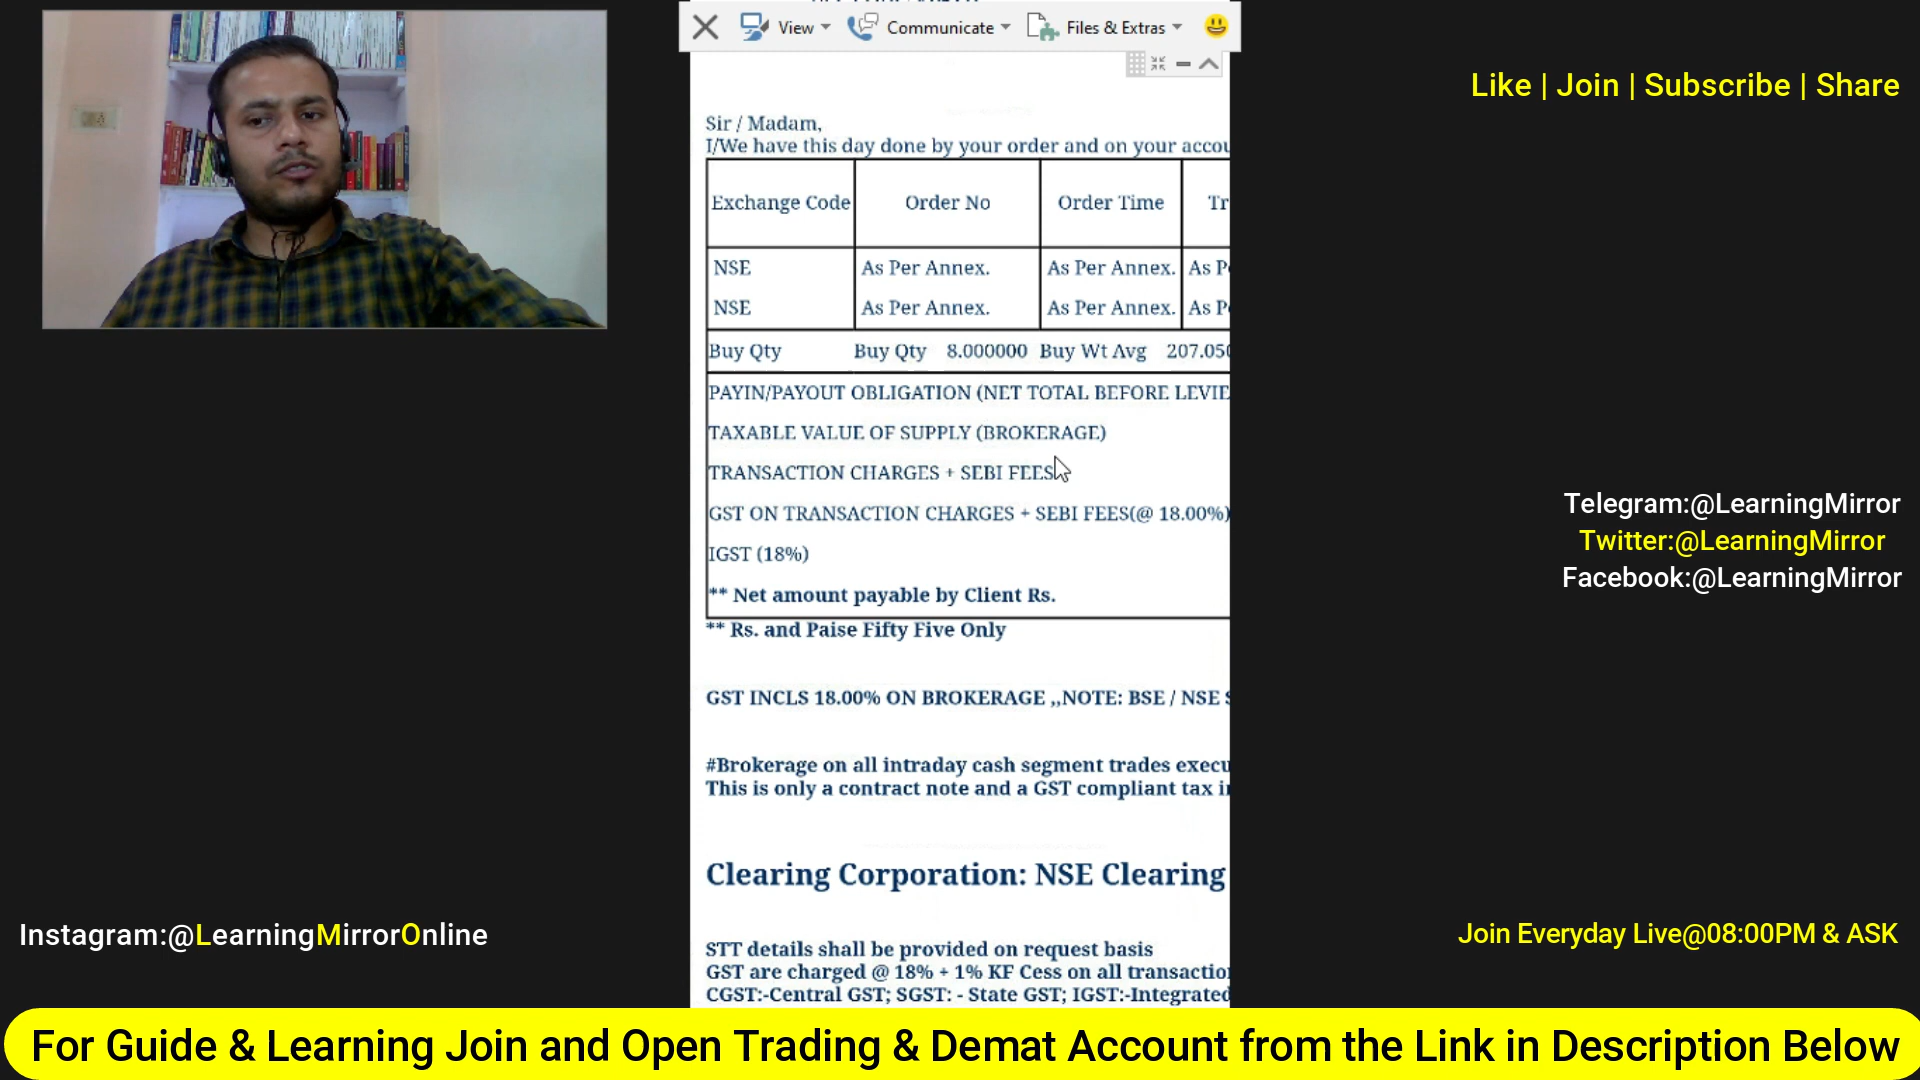 View Communicate Files & Extras
Like | Join | Subscribe | Share
Sir / Madam,
I/We have this day done by your order and on your accou
Exchange Code Order No Order Time Tr
NSE As Per Annex. As Per Annex. As P
NSE As Per Annex. As Per Annex. As P
Buy Qty Buy Qty 8.000000 Buy Wt Avg 207.050
PAYIN/PAYOUT OBLIGATION (NET TOTAL BEFORE LEVIE
TAXABLE VALUE OF SUPPLY (BROKERAGE)
TRANSACTION CHARGES + SEBI FEES
GST ON TRANSACTION CHARGES + SEBI FEES(@ 18.00%)
IGST (18%)
** Net amount payable by Client Rs.
** Rs. and Paise Fifty Five Only
GST INCLS 18.00% ON BROKERAGE ,,NOTE: BSE / NSE S
#Brokerage on all intraday cash segment trades execu
This is only a contract note and a GST compliant tax i
Clearing Corporation: NSE Clearing
STT details shall be provided on request basis
GST are charged @ 18% + 1% KF Cess on all transactio
CGST:-Central GST; SGST: - State GST; IGST:-Integrated
Telegram:@LearningMirror
Twitter:@LearningMirror
Facebook:@LearningMirror
Instagram:@LearningMirrorOnline
Join Everyday Live@08:00PM & ASK
For Guide & Learning Join and Open Trading & Demat Account from the Link in Description Below